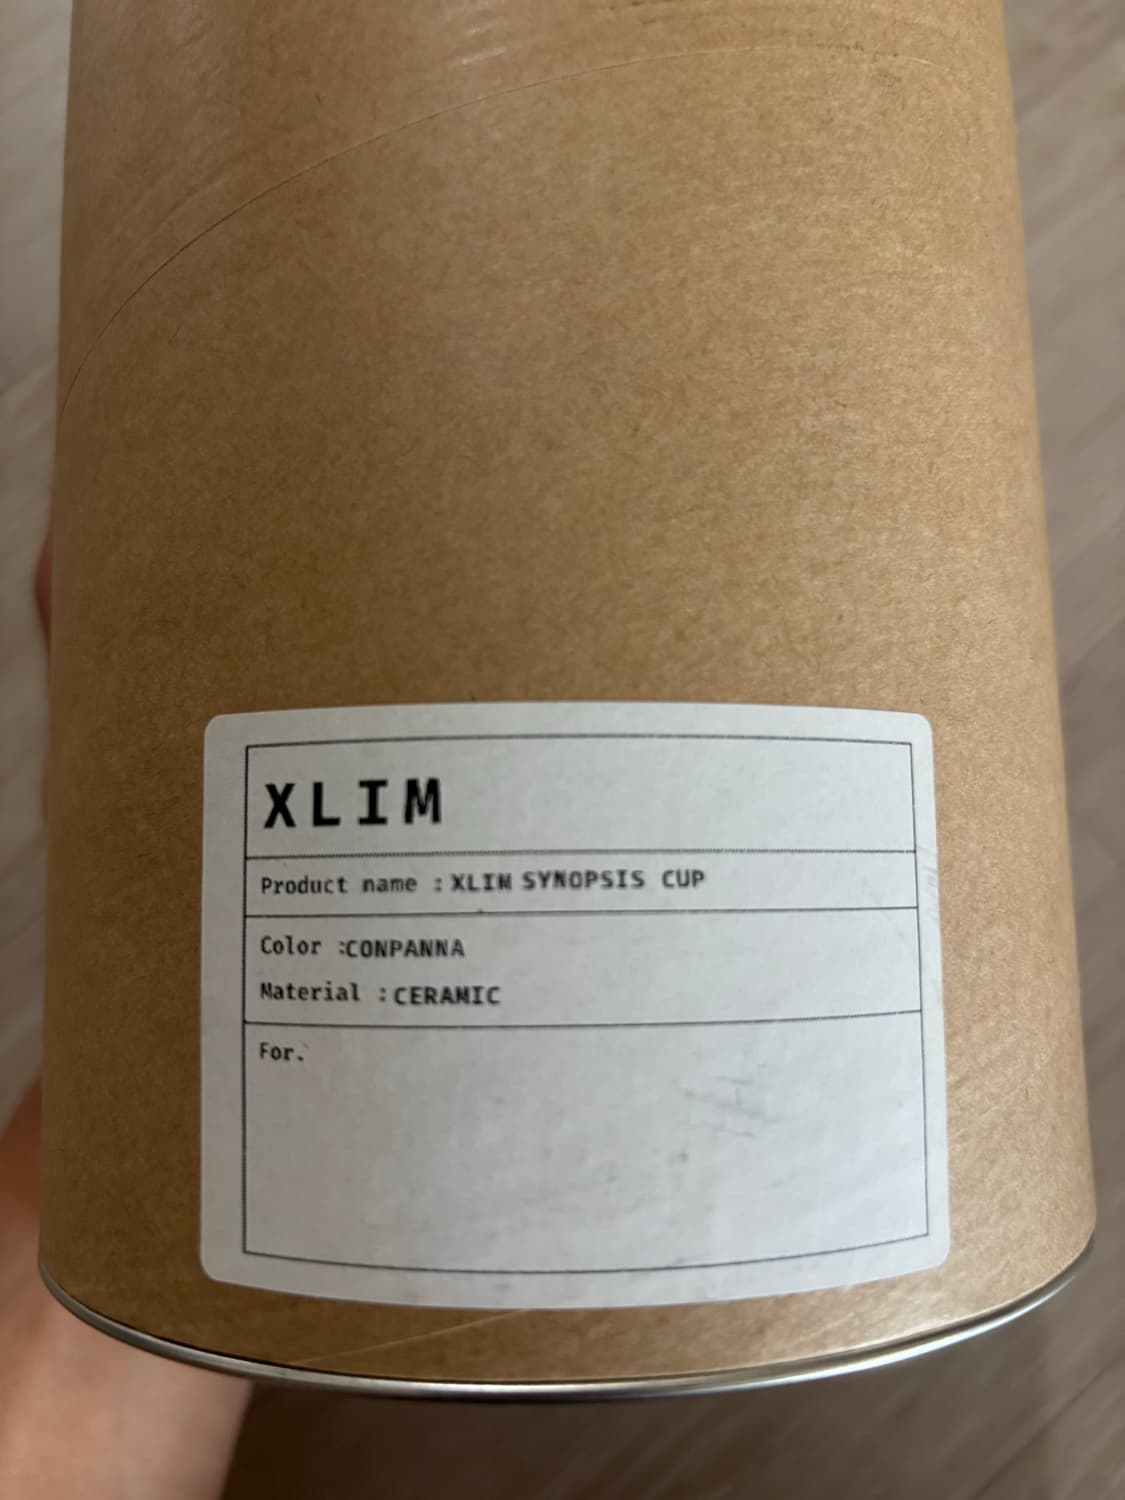 XLIM
Product name : XLIM SYNOPSIS CUP
Color :CONPANNA
Material : CERAMIC
For.